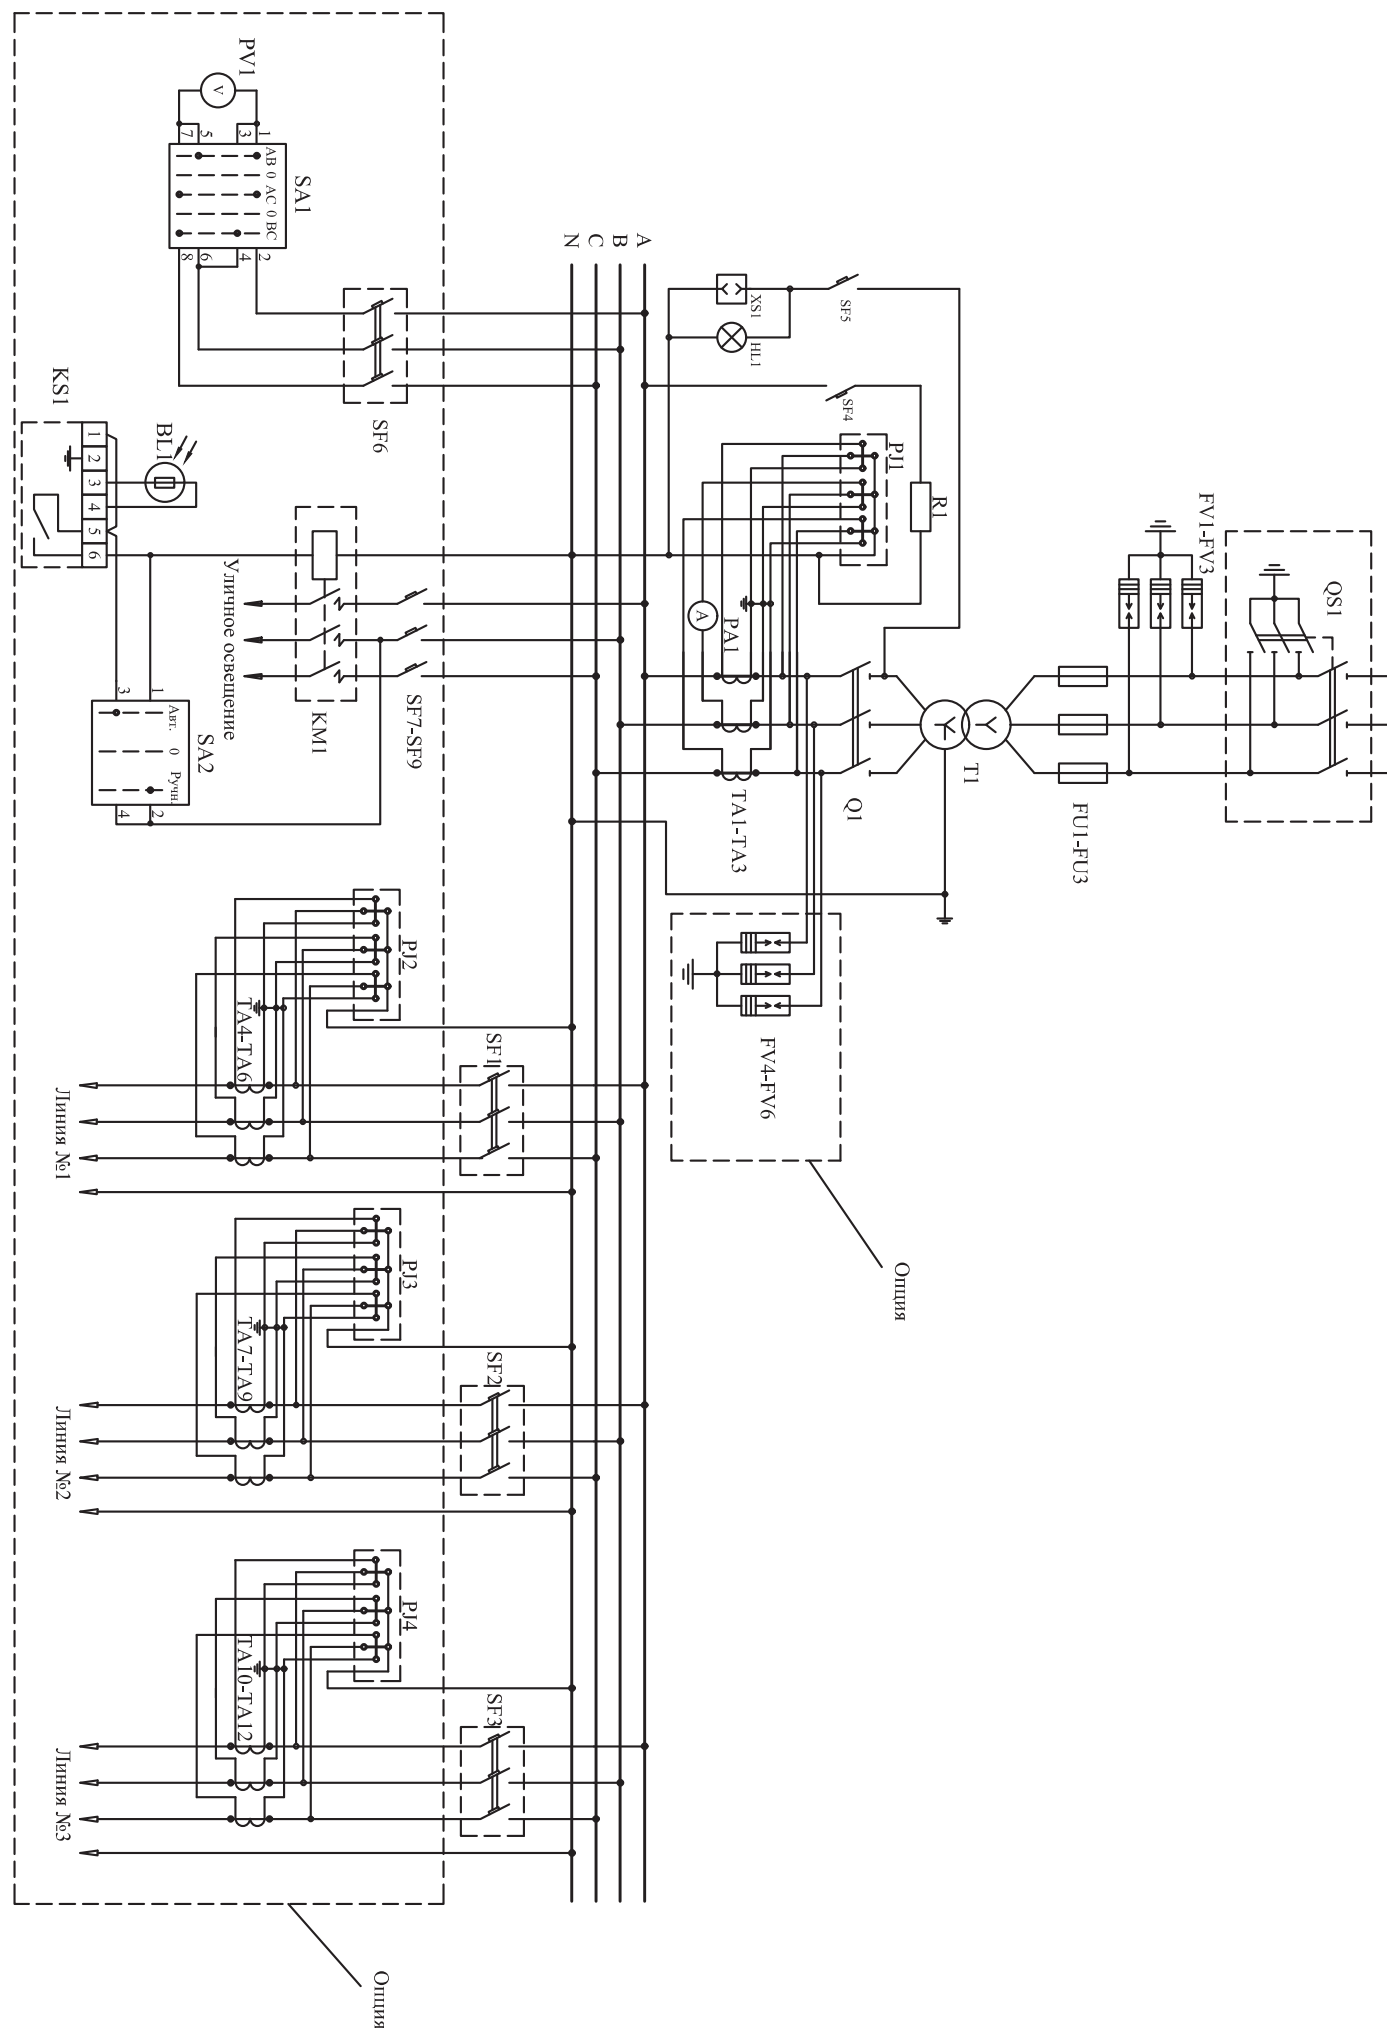 QS1
FV1-FV3
FU1-FU3
T1
R1
PJ1
XS1
SF5
HL1
SF4
Q1
PA1
A
TA1-TA3
FV4-FV6
Опция
A
B
C
N
SF6
SF1
SF2
SF3
SF7-SF9
KM1
PJ2
PJ3
PJ4
PV1
V
1
3
5
7
SA1
AB 0 AC 0 BC
2
4
6
8
KS1
BL1
1
2
3
4
5
6
Уличное освещение
SA2
1
3
Авт. 0 Ручн.
2
4
TA4-TA6
TA7-TA9
TA10-TA12
Линия №1
Линия №2
Линия №3
Опция